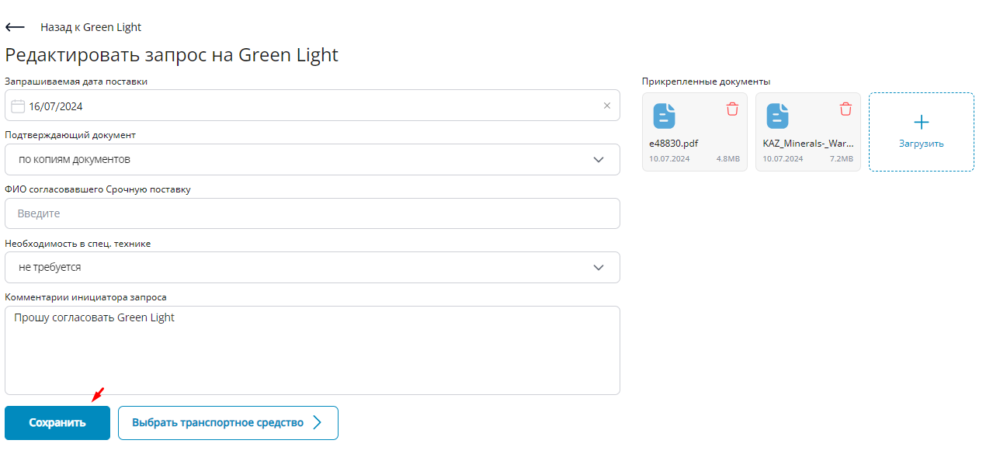 Назад к Green Light
Редактировать запрос на Green Light
Запрашиваемая дата поставки
16/07/2024
Подтверждающий документ
по копиям документов
ФИО согласовавшего Срочную поставку
Введите
Необходимость в спец. технике
не требуется
Комментарии инициатора запроса
Прошу согласовать Green Light
Сохранить
Выбрать транспортное средство
Прикрепленные документы
e48830.pdf
10.07.2024 4.8MB
KAZ_Minerals-_War...
10.07.2024 7.2MB
Загрузить